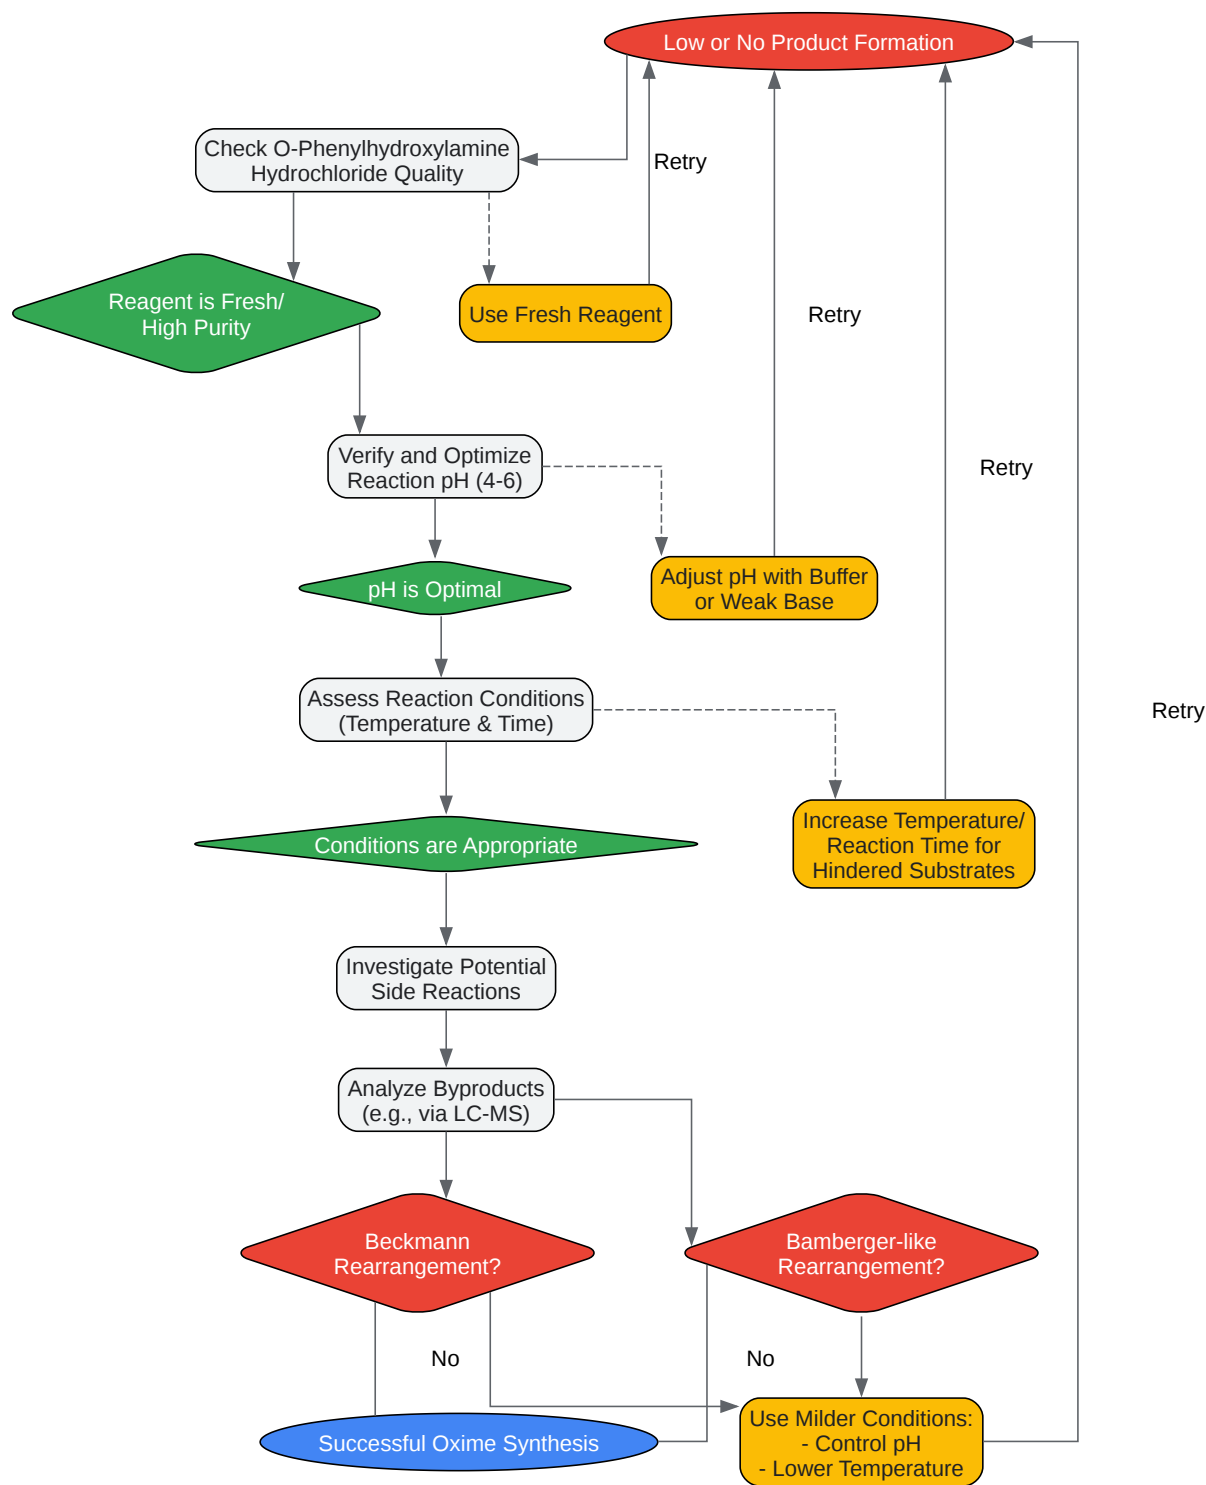 Low or No Product Formation
Check O-Phenylhydroxylamine
Hydrochloride Quality
Retry
Reagent is Fresh/
High Purity
Use Fresh Reagent
Retry
Verify and Optimize
Reaction pH (4-6)
Retry
pH is Optimal
Adjust pH with Buffer
or Weak Base
Assess Reaction Conditions
(Temperature & Time)
Retry
Conditions are Appropriate
Increase Temperature/
Reaction Time for
Hindered Substrates
Investigate Potential
Side Reactions
Analyze Byproducts
(e.g., via LC-MS)
Beckmann
Rearrangement?
Bamberger-like
Rearrangement?
No
No
Successful Oxime Synthesis
Use Milder Conditions:
- Control pH
- Lower Temperature